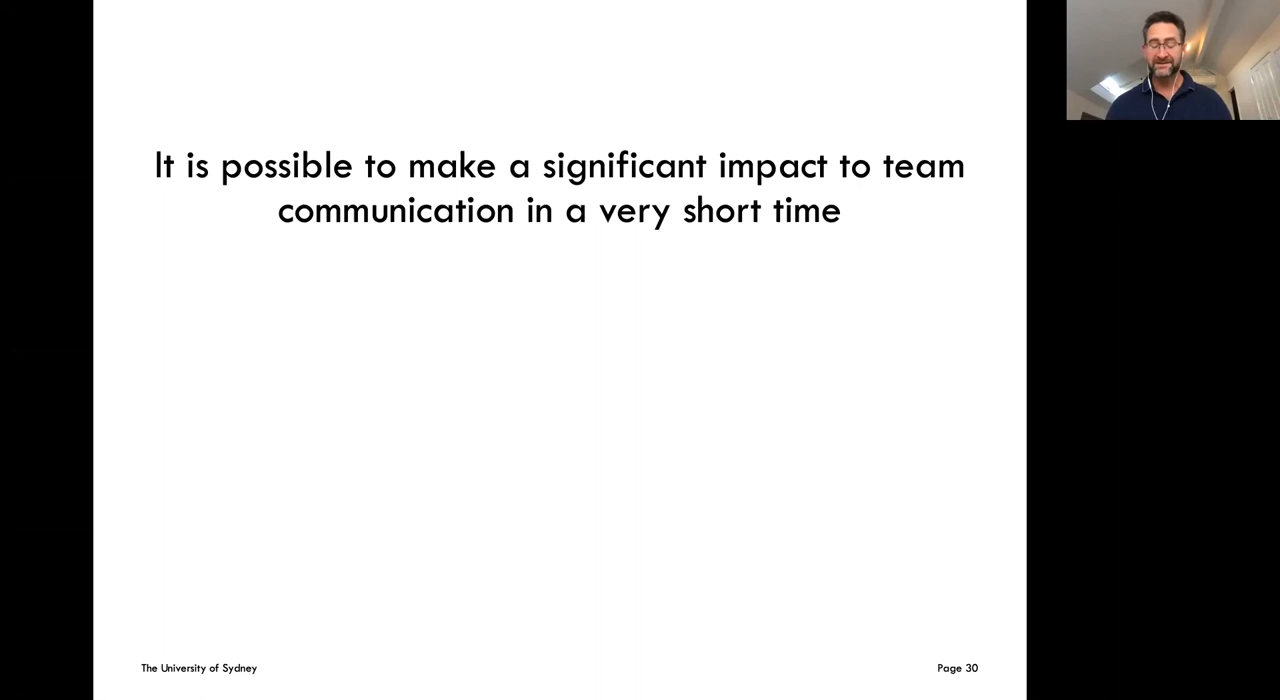 It is possible to make a significant impact to team
communication in a very short time
The University of Sydney
Page 30